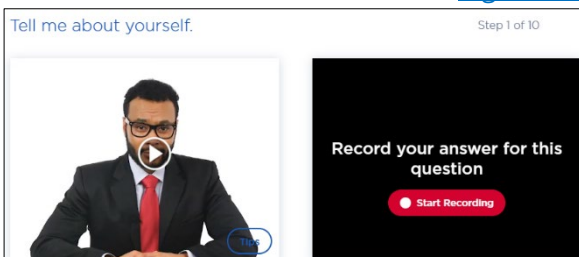 Tell me about yourself.
Step 1 of 10
Record your answer for this
question
Start Recording
Tips